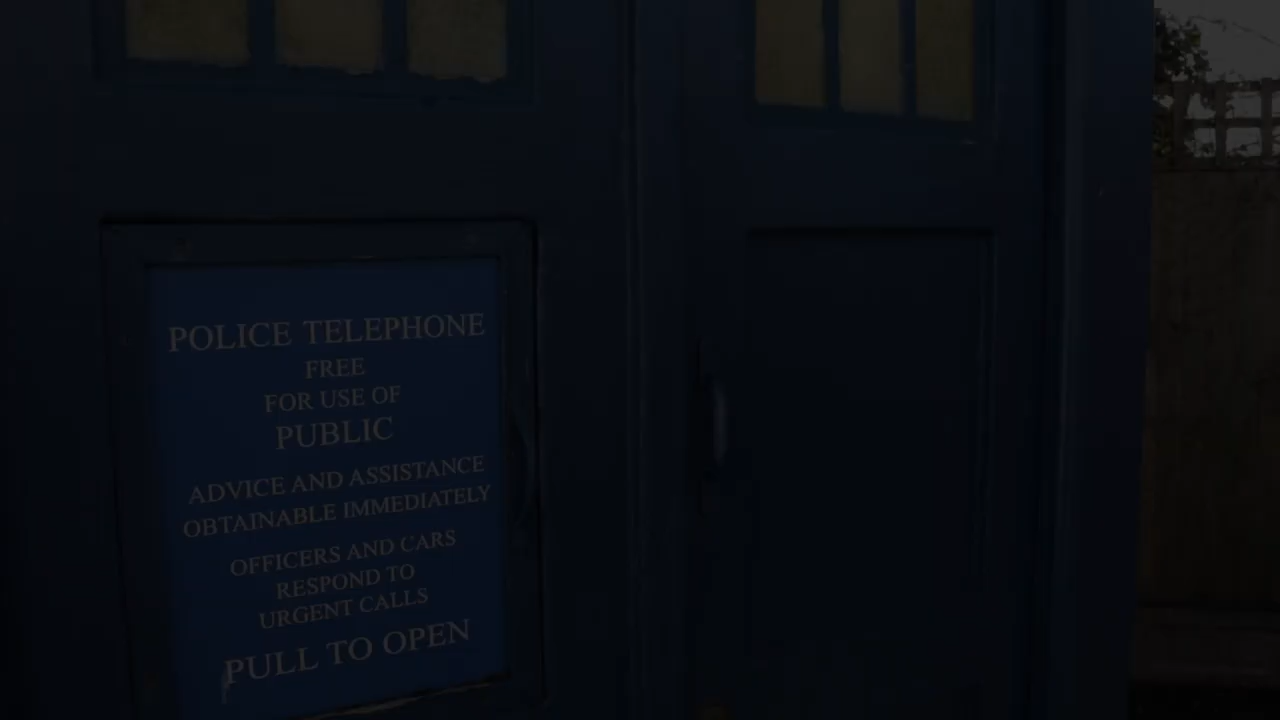 POLICE TELEPHONE
FREE
FOR USE OF
PUBLIC
ADVICE AND ASSISTANCE
OBTAINABLE IMMEDIATELY
OFFICERS AND CARS
RESPOND TO
URGENT CALLS
PULL TO OPEN